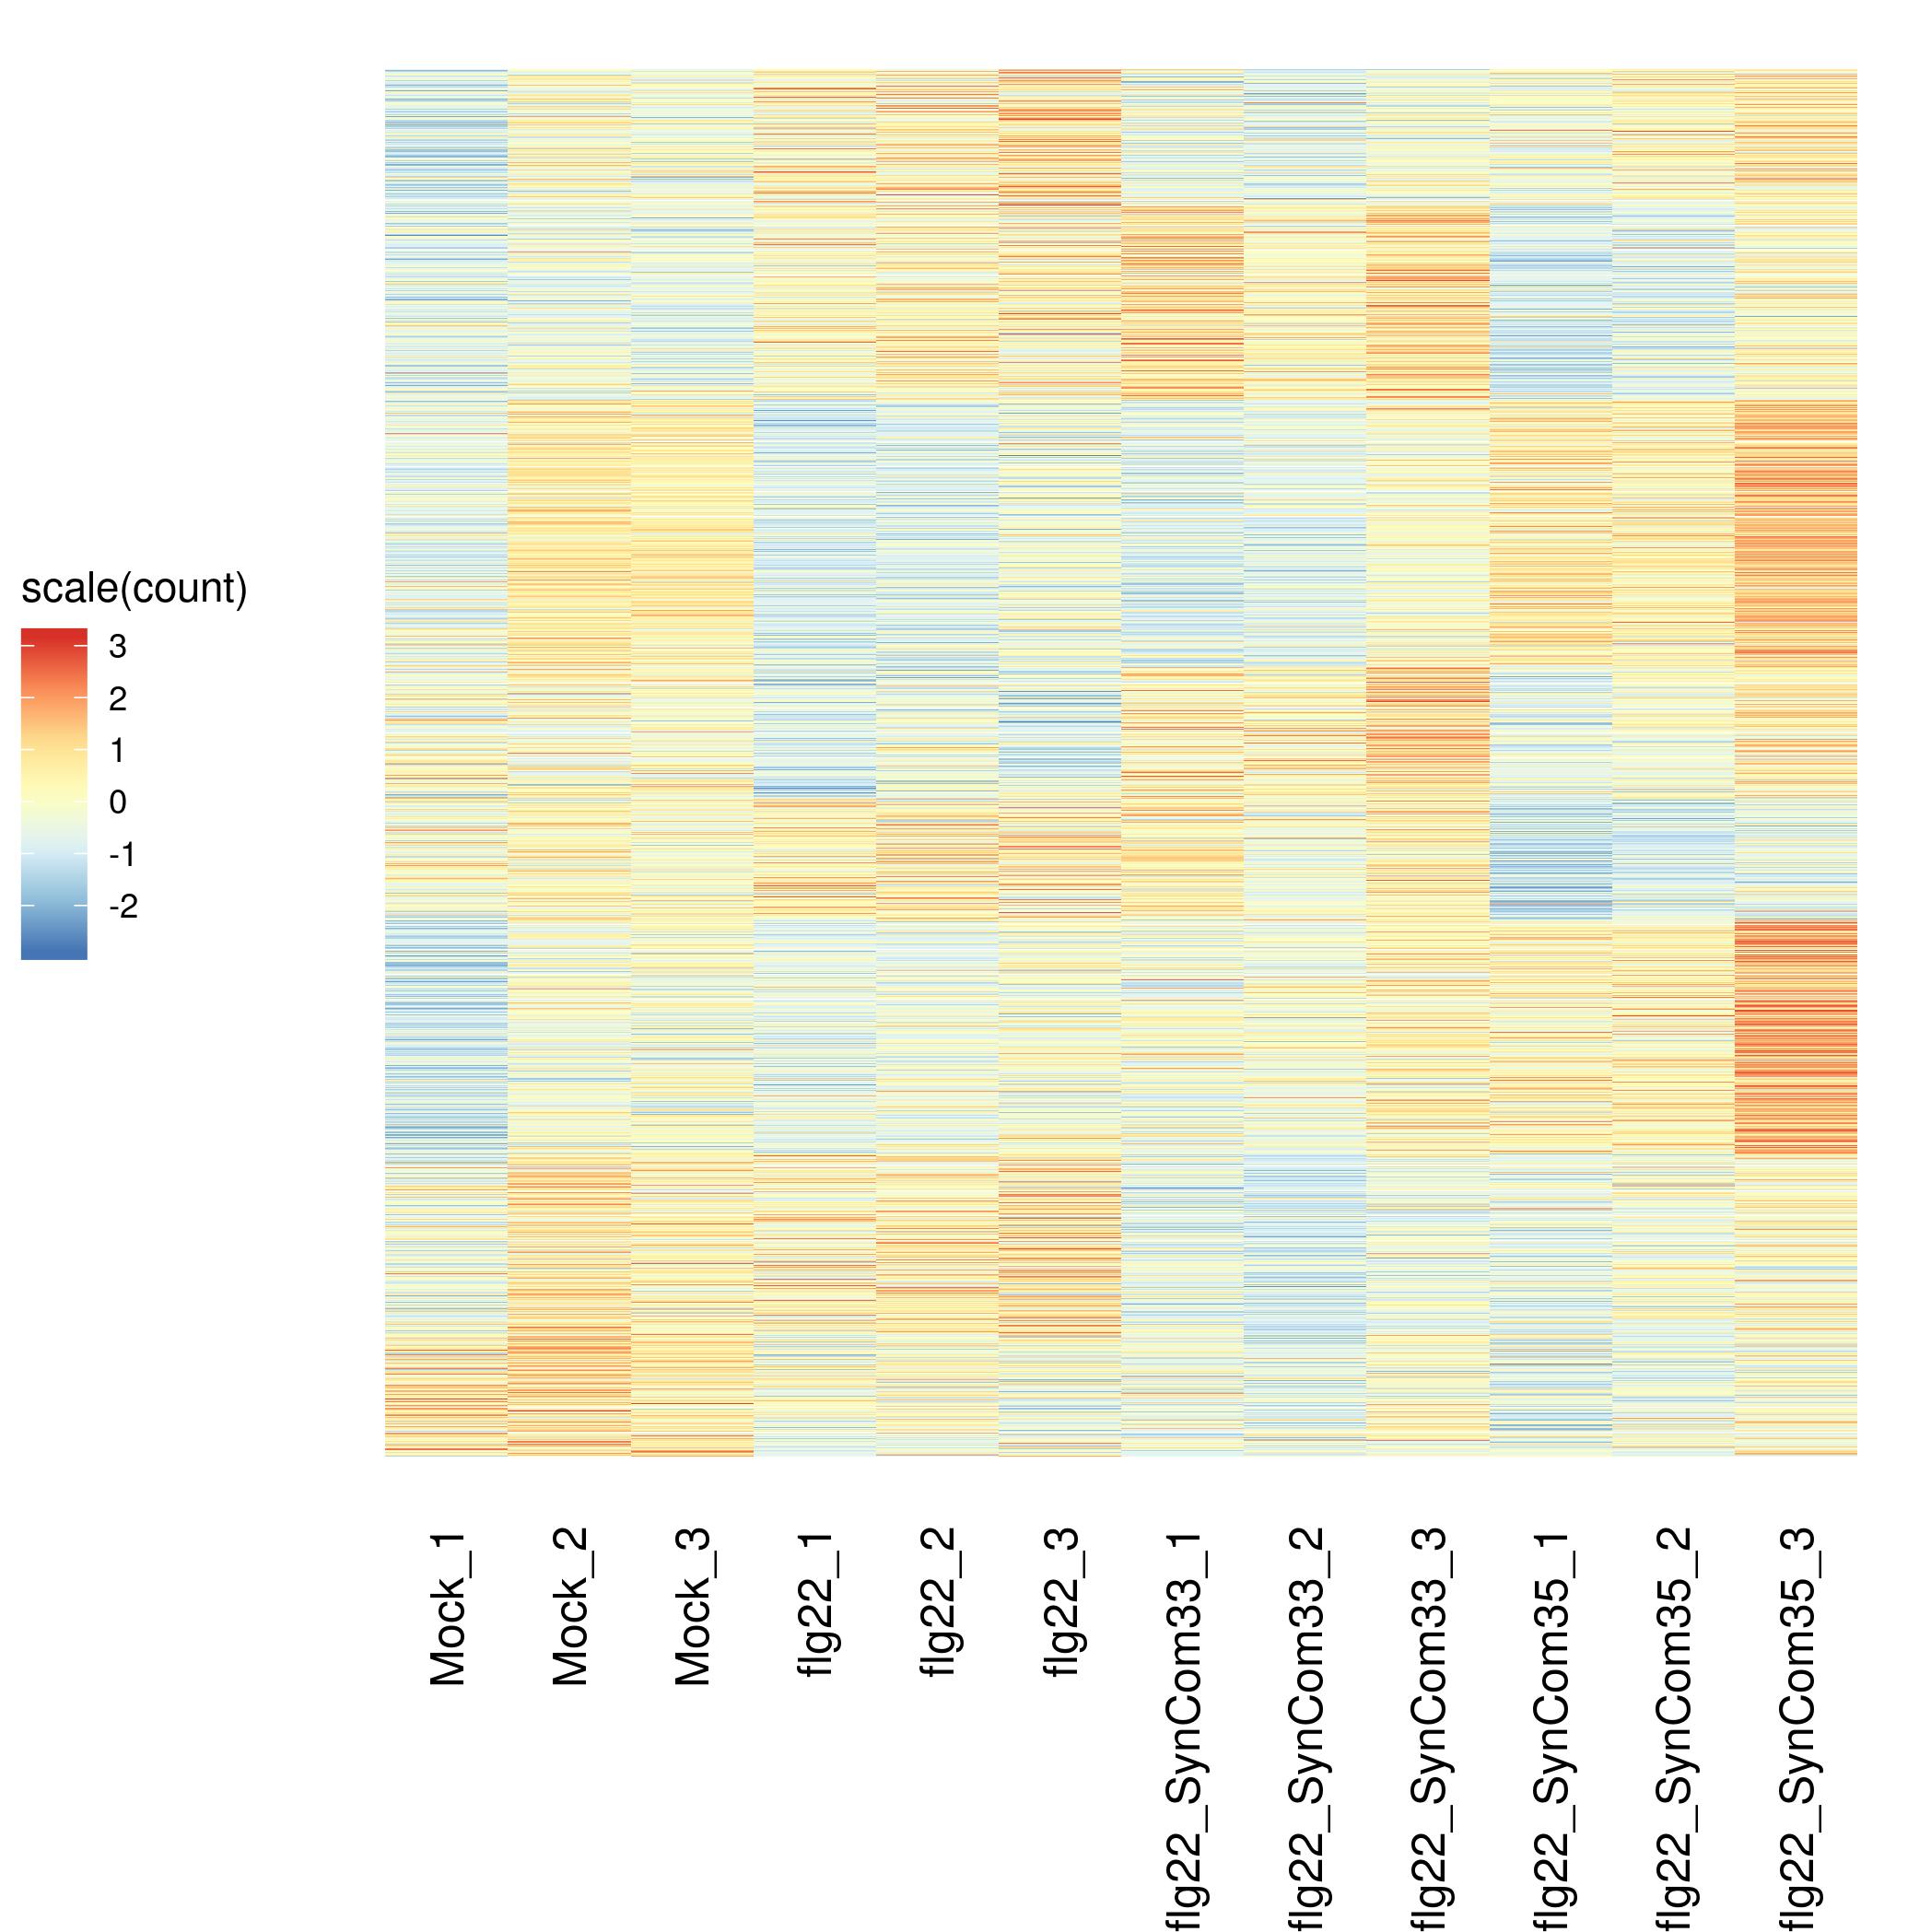 scale(count)
3
2
1
0
-1
-2
Mock_1
Mock_2
Mock_3
flg22_1
flg22_2
flg22_3
flg22_SynCom33_1
flg22_SynCom33_2
flg22_SynCom33_3
flg22_SynCom35_1
flg22_SynCom35_2
flg22_SynCom35_3